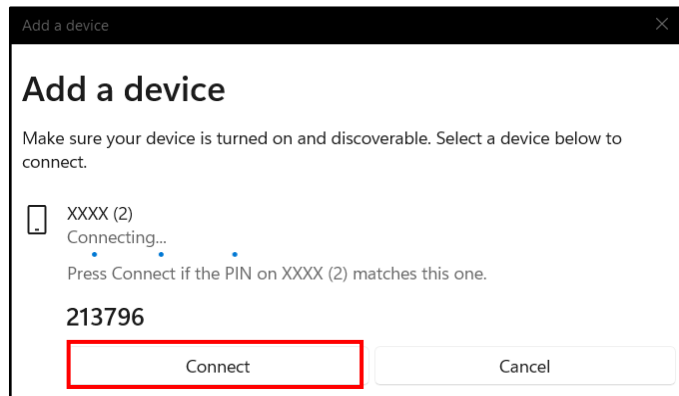 Add a device
Add a device
Make sure your device is turned on and discoverable. Select a device below to
connect.
XXXX (2)
Connecting...
Press Connect if the PIN on XXXX (2) matches this one.
213796
Connect Cancel